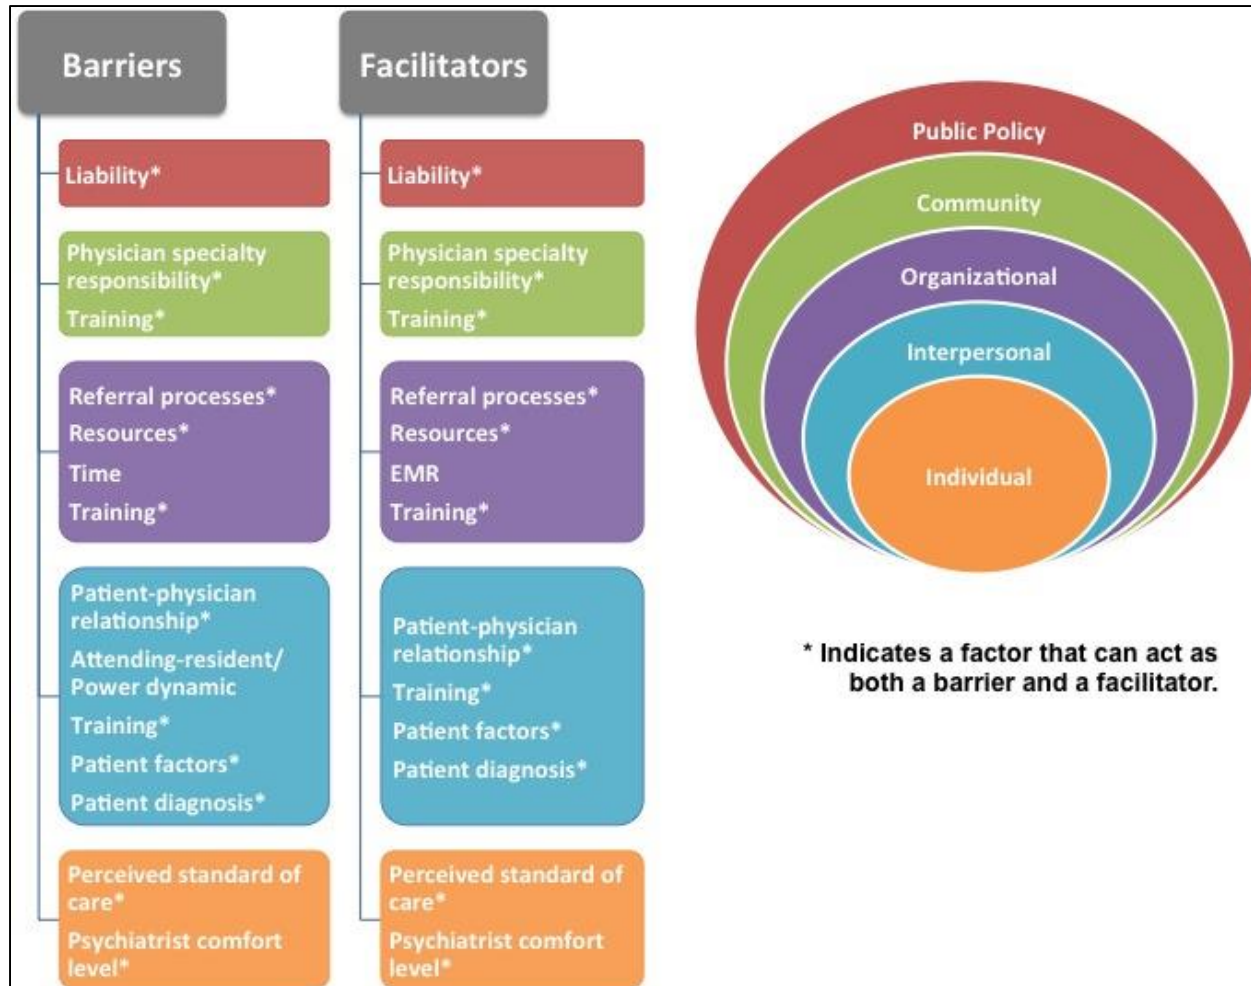 Barriers
Liability*
Physician specialty
responsibility*
Training*
Referral processes*
Resources*
Time
Training*
Patient-physician
relationship*
Attending-resident/
Power dynamic
Training*
Patient factors*
Patient diagnosis*
Perceived standard of
care*
Psychiatrist comfort
level*
Facilitators
Liability*
Physician specialty
responsibility*
Training*
Referral processes*
Resources*
EMR
Training*
Patient-physician
relationship*
Training*
Patient factors*
Patient diagnosis*
Perceived standard of
care*
Psychiatrist comfort
level*
Public Policy
Community
Organizational
Interpersonal
Individual
* Indicates a factor that can act as
both a barrier and a facilitator.